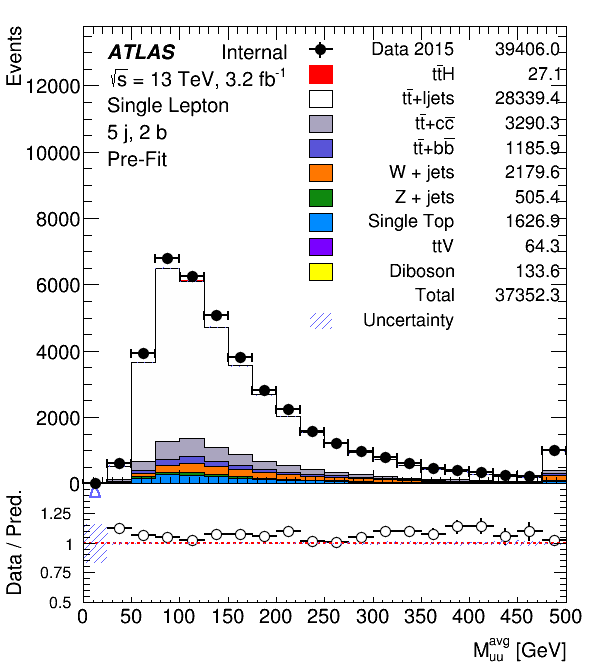 Events
ATLAS Internal
√s = 13 TeV, 3.2 fb⁻¹
Single Lepton
5 j, 2 b
Pre-Fit
Data 2015 39406.0
tt̄H 27.1
tt̄+ljets 28339.4
tt̄+cc̄ 3290.3
tt̄+bb̄ 1185.9
W + jets 2179.6
Z + jets 505.4
Single Top 1626.9
ttV 64.3
Diboson 133.6
Total 37352.3
Uncertainty
12000
10000
8000
6000
4000
2000
0
Data / Pred.
1.25
1
0.75
0.5
0 50 100 150 200 250 300 350 400 450 500
M_uu^avg [GeV]